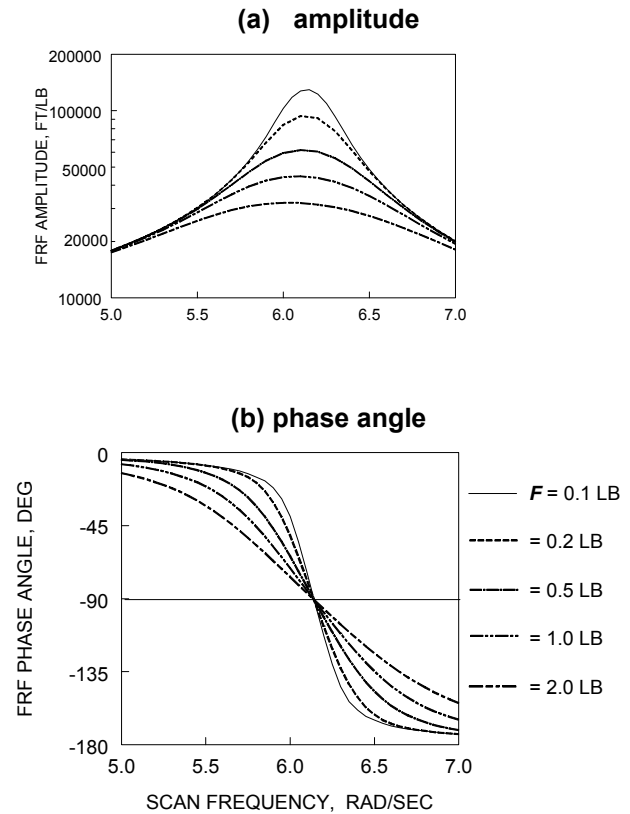 (a) amplitude
FRF AMPLITUDE, FT/LB
200000
100000
50000
20000
10000
5.0 5.5 6.0 6.5 7.0
(b) phase angle
FRF PHASE ANGLE, DEG
0
-45
-90
-135
-180
5.0 5.5 6.0 6.5 7.0
SCAN FREQUENCY, RAD/SEC
F = 0.1 LB
= 0.2 LB
= 0.5 LB
= 1.0 LB
= 2.0 LB